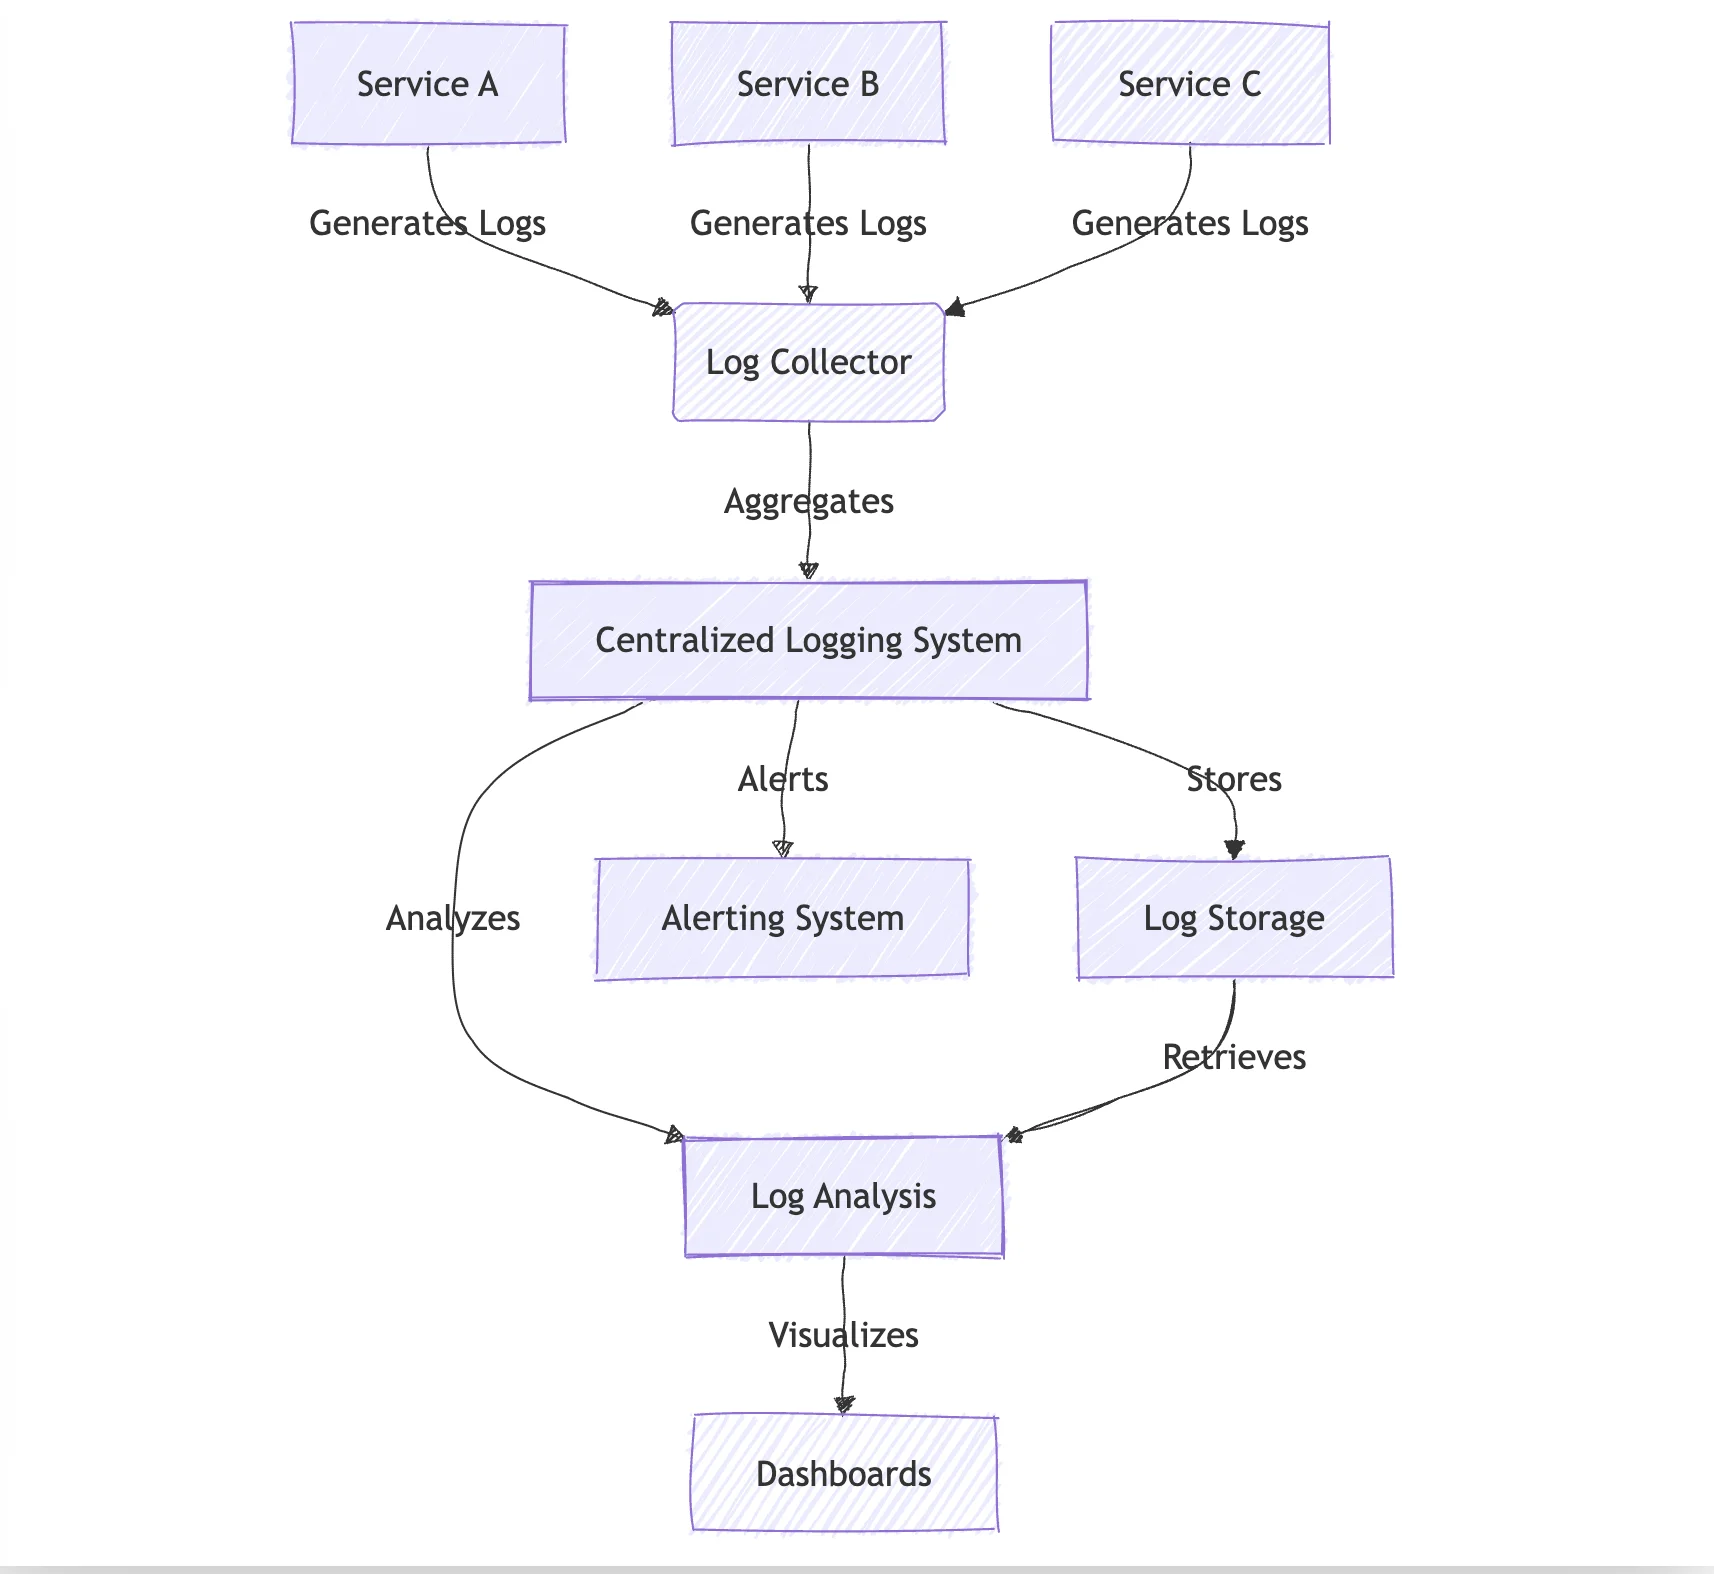 Service A
Service B
Service C
Generates Logs
Generates Logs
Generates Logs
Log Collector
Aggregates
Centralized Logging System
Alerts
Stores
Analyzes
Alerting System
Log Storage
Retrieves
Log Analysis
Visualizes
Dashboards